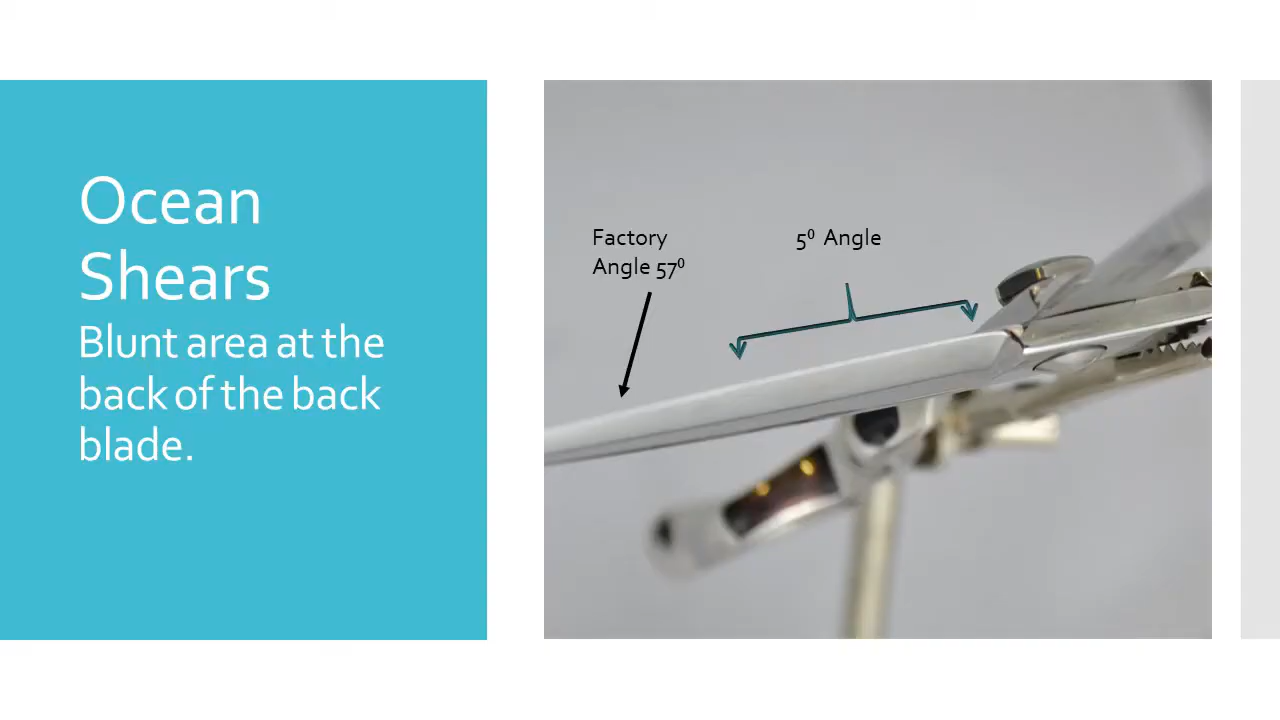 Ocean
Shears
Blunt area at the
back of the back
blade.
Factory
Angle 57⁰
5⁰ Angle